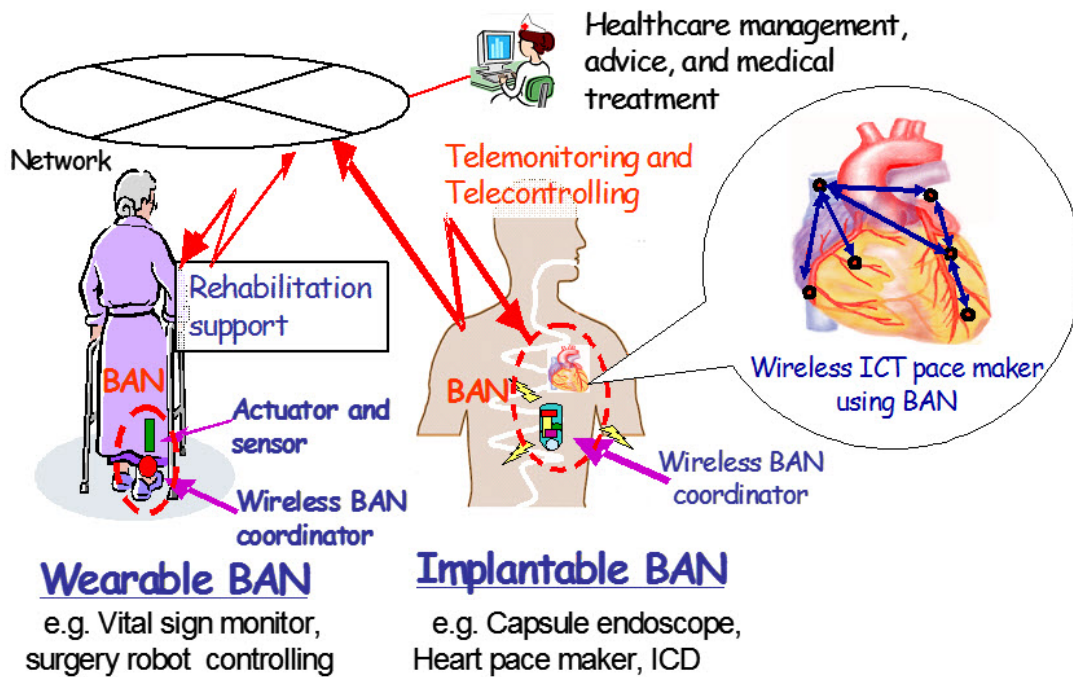 Healthcare management,
advice, and medical
treatment
Network
Telemonitoring and
Telecontrolling
Rehabilitation
support
BAN
Actuator and
sensor
Wireless BAN
coordinator
BAN
Wireless BAN
coordinator
Wireless ICT pace maker
using BAN
Wearable BAN
e.g. Vital sign monitor,
surgery robot controlling
Implantable BAN
e.g. Capsule endoscope,
Heart pace maker, ICD